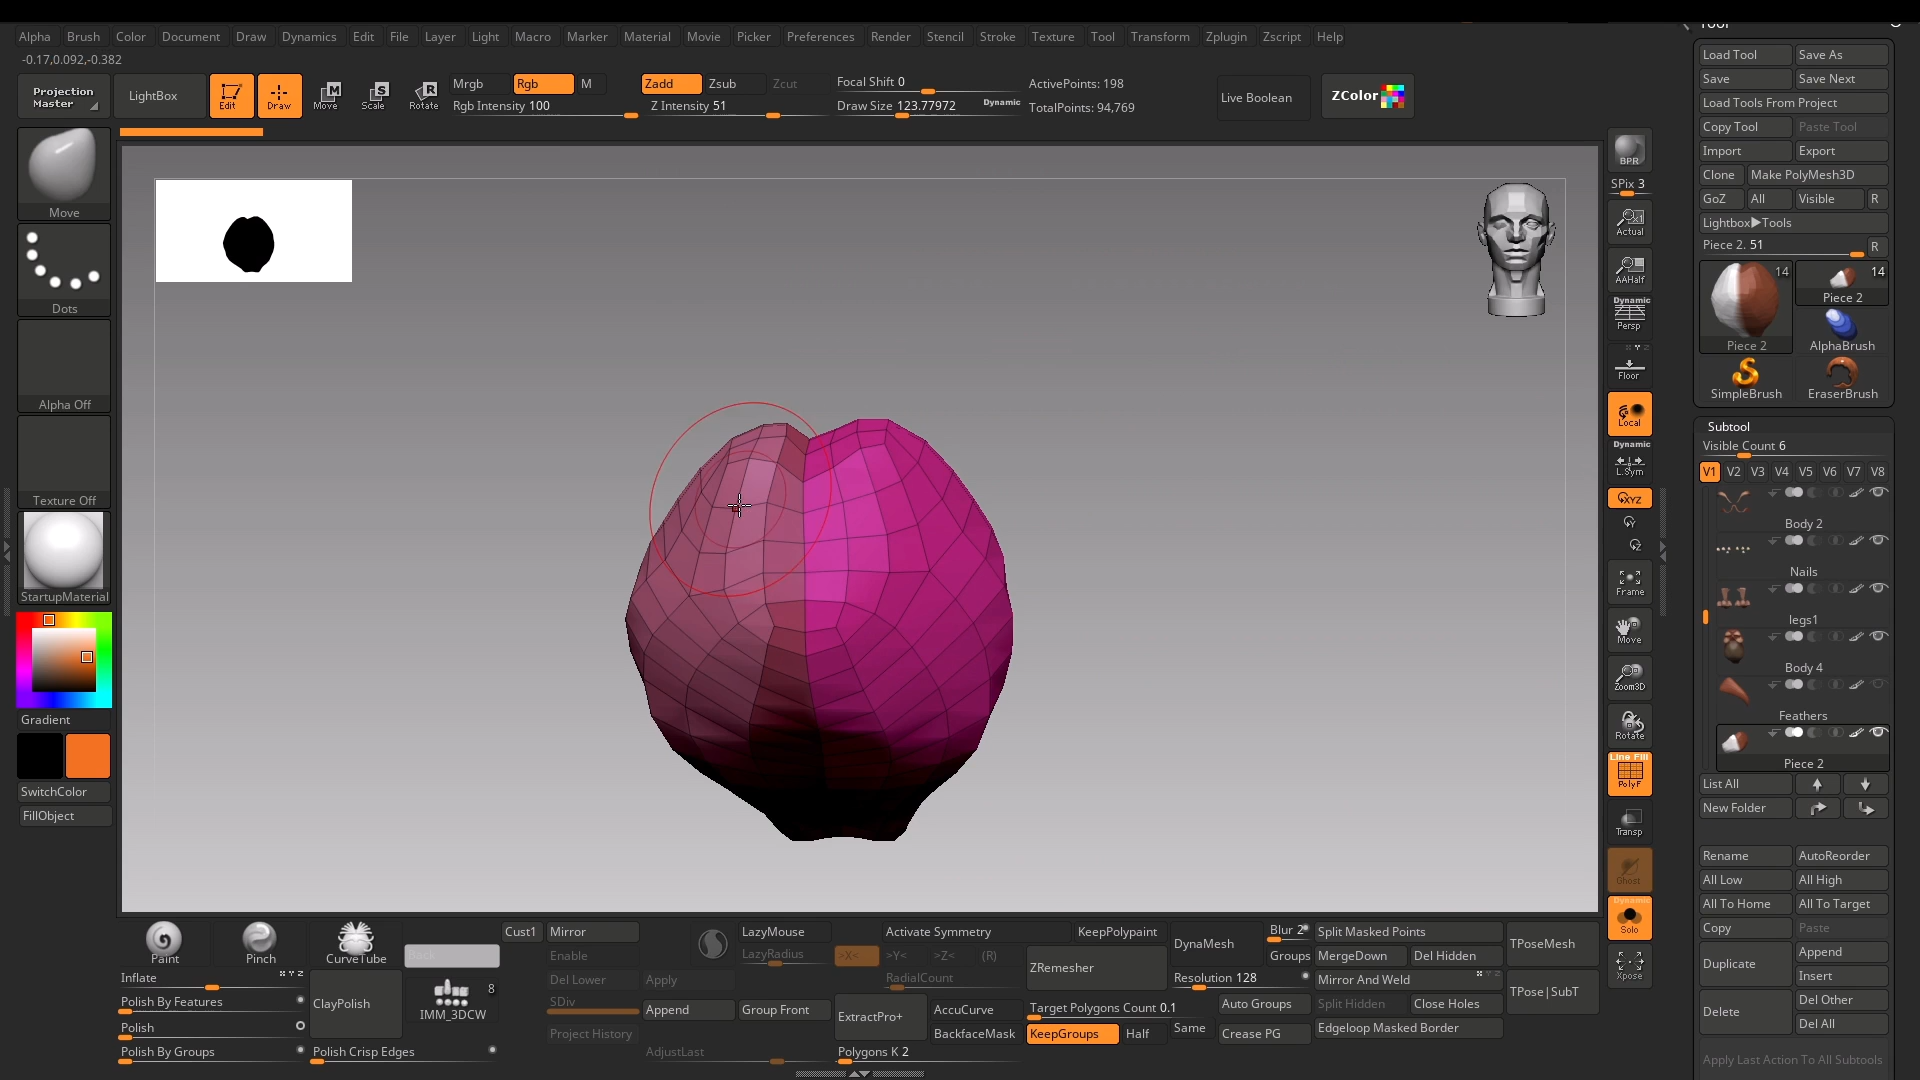 Tool
Alpha Brush Color Document Draw Dynamics Edit File Layer Light Macro Marker Material Movie Picker Preferences Render Stencil Stroke Texture Tool Transform Zplugin Zscript Help
-0.17,0.092,-0.382
Projection Master
LightBox
Edit
Draw
Move
Scale
Rotate
Mrgb Rgb M
Rgb Intensity 100
Zadd Zsub Zcut
Z Intensity 51
Focal Shift 0
Draw Size 123.77972 Dynamic
ActivePoints: 198
TotalPoints: 94,769
Live Boolean
ZColor
Load Tool Save As
Save Save Next
Load Tools From Project
Copy Tool Paste Tool
Import Export
Clone Make PolyMesh3D
GoZ All Visible R
Lightbox▶Tools
Piece 2. 51 R
14
Piece 2
14
Piece 2
AlphaBrush
SimpleBrush
EraserBrush
Subtool
Visible Count 6
V1 V2 V3 V4 V5 V6 V7 V8
Body 2
Nails
legs1
Body 4
Feathers
Piece 2
List All
New Folder
Rename AutoReorder
All Low All High
All To Home All To Target
Copy Paste
Duplicate Append
Insert
Delete Del Other
Del All
Apply Last Action To All Subtools
Move
Dots
Alpha Off
Texture Off
StartupMaterial
Gradient
SwitchColor
FillObject
BPR
SPix 3
Actual
AAHalf
Dynamic
Persp
Floor
Local
Dynamic
L.Sym
XYZ
Y
Z
Frame
Move
Zoom3D
Rotate
Line Fill
PolyF
Transp
Ghost
Dynamic
Solo
Xpose
Paint
Pinch
CurveTube
Back
Inflate
Polish By Features
Polish
Polish By Groups
ClayPolish
8
IMM_3DCW
Polish Crisp Edges
Cust1 Mirror
Enable
Del Lower
SDiv
Project History
Apply
Append
AdjustLast
LazyMouse
LazyRadius
Group Front
>X< >Y< >Z< (R)
Activate Symmetry
RadialCount
ExtractPro+
AccuCurve
BackfaceMask
Polygons K 2
KeepPolypaint
ZRemesher
Target Polygons Count 0.1
KeepGroups Half Same
DynaMesh
Blur 2
Groups
Resolution 128
Auto Groups
Crease PG
Split Masked Points
MergeDown Del Hidden
Mirror And Weld
Split Hidden Close Holes
Edgeloop Masked Border
TPoseMesh
TPose|SubT